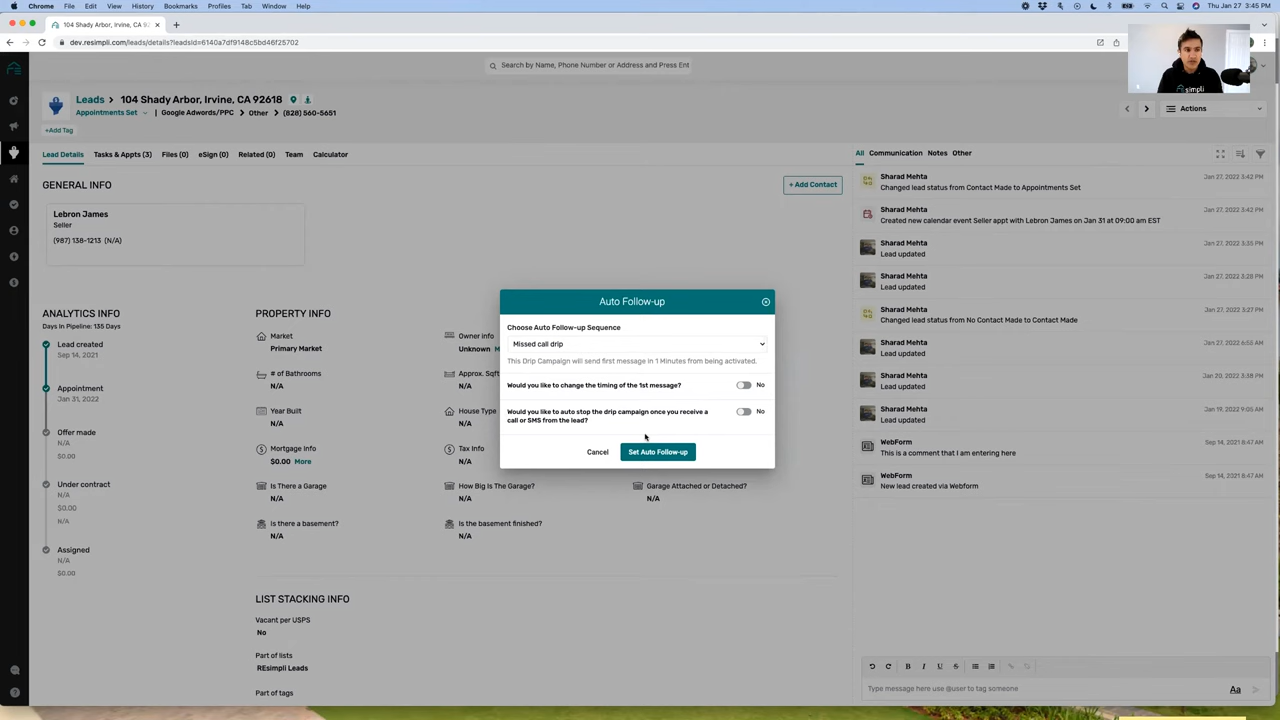 Chrome File Edit View History Bookmarks Profiles Tab Window Help Thu Jan 27 3:45 PM
104 Shady Arbor, Irvine, CA 92
dev.resimpli.com/leads/details?leadsId=6140a7df9148c5bd46f25702
Search by Name, Phone Number or Address and Press Ent
simpli
Leads > 104 Shady Arbor, Irvine, CA 92618
Appointments Set | Google Adwords/PPC > Other > (828) 560-5651
Actions
+Add Tag
Lead Details Tasks & Appts (3) Files (0) eSign (0) Related (0) Team Calculator
GENERAL INFO
+ Add Contact
Lebron James
Seller
(987) 138-1213 (N/A)
ANALYTICS INFO
Days In Pipeline: 135 Days
Lead created
Sep 14, 2021
Appointment
Jan 31, 2022
Offer made
N/A
$0.00
Under contract
N/A
$0.00
N/A
Assigned
N/A
$0.00
PROPERTY INFO
Market
Primary Market
Owner Info
Unknown
# of Bathrooms
N/A
Approx. Sqft
N/A
Year Built
N/A
House Type
N/A
Mortgage Info
$0.00 More
Tax Info
N/A
Is There a Garage
N/A
How Big Is The Garage?
N/A
Garage Attached or Detached?
N/A
Is there a basement?
N/A
Is the basement finished?
N/A
LIST STACKING INFO
Vacant per USPS
No
Part of lists
REsimpli Leads
Part of tags
Auto Follow-up
Choose Auto Follow-up Sequence
Missed call drip
This Drip Campaign will send first message in 1 Minutes from being activated.
Would you like to change the timing of the 1st message? No
Would you like to auto stop the drip campaign once you receive a
call or SMS from the lead? No
Cancel Set Auto Follow-up
All Communication Notes Other
Sharad Mehta Jan 27, 2022 3:42 PM
Changed lead status from Contact Made to Appointments Set
Sharad Mehta Jan 27, 2022 3:42 PM
Created new calendar event Seller appt with Lebron James on Jan 31 at 09:00 am EST
Sharad Mehta Jan 27, 2022 3:35 PM
Lead updated
Sharad Mehta Jan 27, 2022 3:28 PM
Lead updated
Sharad Mehta Jan 27, 2022 3:39 PM
Changed lead status from No Contact Made to Contact Made
Sharad Mehta Jan 27, 2022 6:55 AM
Lead updated
Sharad Mehta Jan 20, 2022 3:38 PM
Lead updated
Sharad Mehta Jan 19, 2022 9:05 AM
Lead updated
WebForm Sep 14, 2021 8:47 AM
This is a comment that I am entering here
WebForm Sep 14, 2021 8:47 AM
New lead created via Webform
B I U S
Type message here use @user to tag someone
Aa